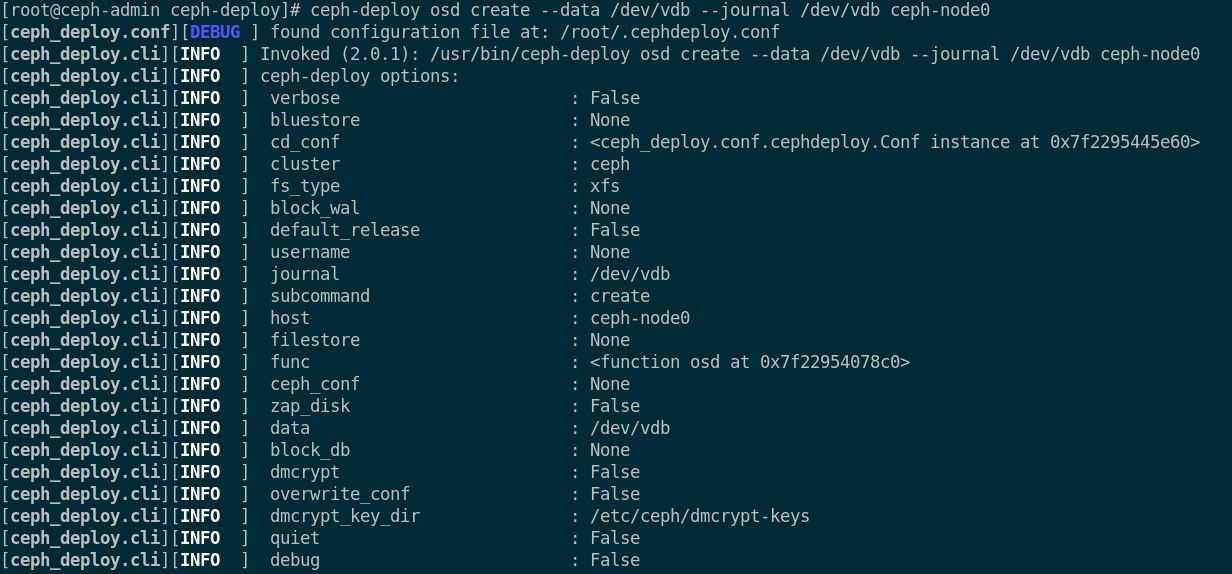 [root@ceph-admin ceph-deploy]# ceph-deploy osd create --data /dev/vdb --journal /dev/vdb ceph-node0
[ceph_deploy.conf][DEBUG ] found configuration file at: /root/.cephdeploy.conf
[ceph_deploy.cli][INFO  ] Invoked (2.0.1): /usr/bin/ceph-deploy osd create --data /dev/vdb --journal /dev/vdb ceph-node0
[ceph_deploy.cli][INFO  ] ceph-deploy options:
[ceph_deploy.cli][INFO  ]  verbose                       : False
[ceph_deploy.cli][INFO  ]  bluestore                     : None
[ceph_deploy.cli][INFO  ]  cd_conf                       : <ceph_deploy.conf.cephdeploy.Conf instance at 0x7f2295445e60>
[ceph_deploy.cli][INFO  ]  cluster                       : ceph
[ceph_deploy.cli][INFO  ]  fs_type                       : xfs
[ceph_deploy.cli][INFO  ]  block_wal                     : None
[ceph_deploy.cli][INFO  ]  default_release               : False
[ceph_deploy.cli][INFO  ]  username                      : None
[ceph_deploy.cli][INFO  ]  journal                       : /dev/vdb
[ceph_deploy.cli][INFO  ]  subcommand                    : create
[ceph_deploy.cli][INFO  ]  host                          : ceph-node0
[ceph_deploy.cli][INFO  ]  filestore                     : None
[ceph_deploy.cli][INFO  ]  func                          : <function osd at 0x7f22954078c0>
[ceph_deploy.cli][INFO  ]  ceph_conf                     : None
[ceph_deploy.cli][INFO  ]  zap_disk                      : False
[ceph_deploy.cli][INFO  ]  data                          : /dev/vdb
[ceph_deploy.cli][INFO  ]  block_db                      : None
[ceph_deploy.cli][INFO  ]  dmcrypt                       : False
[ceph_deploy.cli][INFO  ]  overwrite_conf                : False
[ceph_deploy.cli][INFO  ]  dmcrypt_key_dir               : /etc/ceph/dmcrypt-keys
[ceph_deploy.cli][INFO  ]  quiet                         : False
[ceph_deploy.cli][INFO  ]  debug                         : False